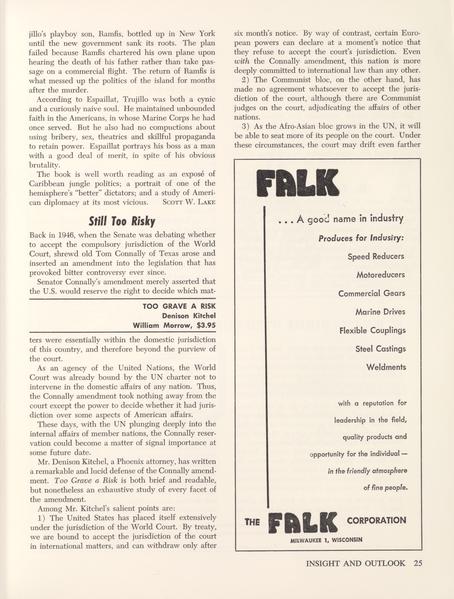 jillo's playboy son, Ramfis, bottled up in New York
until the new government sank its roots. The plan
failed because Ramfis chartered his own plane upon
hearing the death of his father rather than take pas-
sage on a commercial flight. The return of Ramfis is
what messed up the politics of the island for months
after the murder.
According to Espaillat, Trujillo was both a cynic
and a curiously naive soul. He maintained unbounded
faith in the Americans, in whose Marine Corps he had
once served. But he also had no compuctions about
using bribery, sex, theatrics and skillful propaganda
to retain power. Espaillat portrays his boss as a man
with a good deal of merit, in spite of his obvious
brutality.
The book is well worth reading as an exposé of
Caribbean jungle politics; a portrait of one of the
hemisphere's "better" dictators; and a study of Ameri-
can diplomacy at its most vicious. SCOTT W. LAKE
Still Too Risky
Back in 1946, when the Senate was debating whether
to accept the compulsory jurisdiction of the World
Court, shrewd old Tom Connally of Texas arose and
inserted an amendment into the legislation that has
provoked bitter controversy ever since.
Senator Connally's amendment merely asserted that
the U.S. would reserve the right to decide which mat-
TOO GRAVE A RISK
Denison Kitchel
William Morrow, $3.95
ters were essentially within the domestic jurisdiction
of this country, and therefore beyond the purview of
the court.
As an agency of the United Nations, the World
Court was already bound by the UN charter not to
intervene in the domestic affairs of any nation. Thus,
the Connally amendment took nothing away from the
court except the power to decide whether it had juris-
diction over some aspects of American affairs.
These days, with the UN plunging deeply into the
internal affairs of member nations, the Connally reser-
vation could become a matter of signal importance at
some future date.
Mr. Denison Kitchel, a Phoenix attorney, has written
a remarkable and lucid defense of the Connally amend-
ment. Too Grave a Risk is both brief and readable,
but nonetheless an exhaustive study of every facet of
the amendment.
Among Mr. Kitchel's salient points are:
1) The United States has placed itself extensively
under the jurisdiction of the World Court. By treaty,
we are bound to accept the jurisdiction of the court
in international matters, and can withdraw only after
six month's notice. By way of contrast, certain Euro-
pean powers can declare at a moment's notice that
they refuse to accept the court's jurisdiction. Even
with the Connally amendment, this nation is more
deeply committed to international law than any other.
2) The Communist bloc, on the other hand, has
made no agreement whatsoever to accept the juris-
diction of the court, although there are Communist
judges on the court, adjudicating the affairs of other
nations.
3) As the Afro-Asian bloc grows in the UN, it will
be able to seat more of its people on the court. Under
these circumstances, the court may drift even farther
FALK
... A good name in industry
Produces for Industry:
Speed Reducers
Motoreducers
Commercial Gears
Marine Drives
Flexible Couplings
Steel Castings
Weldments
with a reputation for
leadership in the field,
quality products and
opportunity for the individual—
in the friendly atmosphere
of fine people.
THE FALK CORPORATION
MILWAUKEE 1, WISCONSIN
INSIGHT AND OUTLOOK 25